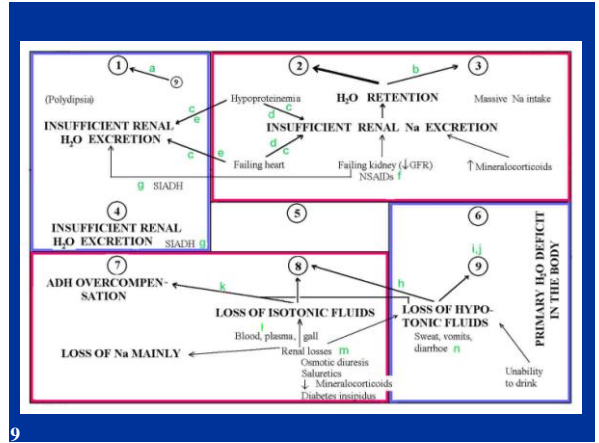 1
a
9
(Polydipsia)
INSUFFICIENT RENAL
H₂O EXCRETION
c
e
c
e
g SIADH
2
b
3
H₂O RETENTION
Massive Na intake
Hypoproteinemia
c
d
INSUFFICIENT RENAL Na EXCRETION
d
c
Failing heart
Failing kidney (↓GFR)
NSAIDs f
↑ Mineralocorticoids
4
INSUFFICIENT RENAL
H₂O EXCRETION SIADH g
5
6
i,j
9
h
LOSS OF HYPO-
TONIC FLUIDS
Sweat, vomits,
diarrhoe n
Unability
to drink
PRIMARY H₂O DEFICIT
IN THE BODY
7
ADH OVERCOMPEN-
SATION
k
8
LOSS OF ISOTONIC FLUIDS
l
Blood, plasma, gall
LOSS OF Na MAINLY
Renal losses m
Osmotic diuresis
Saluretics
↓ Mineralocorticoids
Diabetes insipidus
9